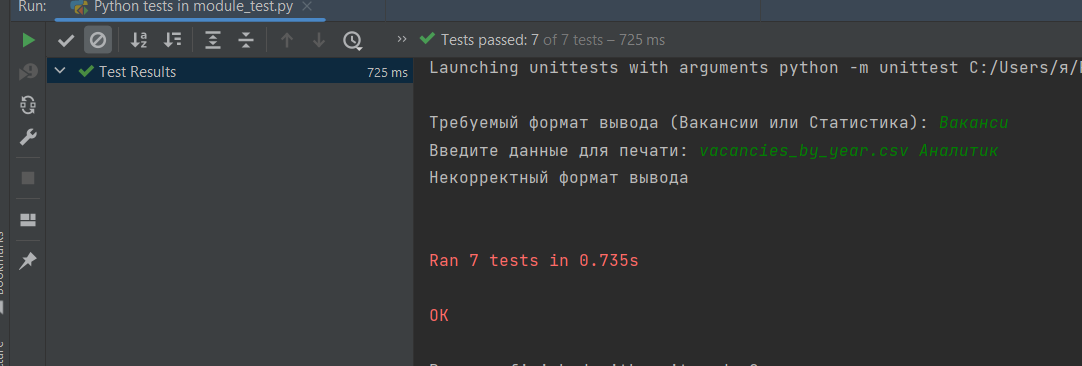 Run: Python tests in module_test.py
Tests passed: 7 of 7 tests – 725 ms
Test Results 725 ms
Launching unittests with arguments python -m unittest C:/Users/я/
Требуемый формат вывода (Вакансии или Статистика): Ваканси
Введите данные для печати: vacancies_by_year.csv Аналитик
Некорректный формат вывода
Ran 7 tests in 0.735s
OK